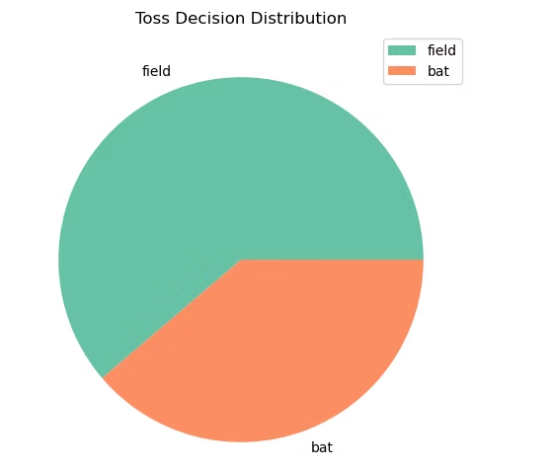 Toss Decision Distribution
field
bat
field
bat